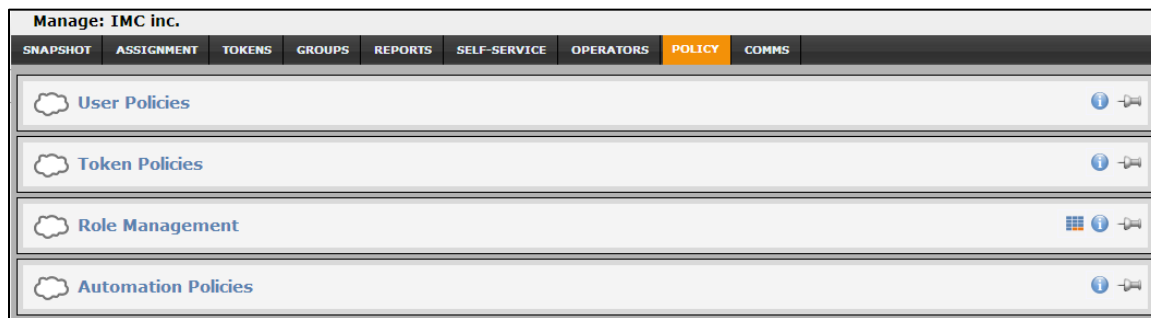 Manage: IMC inc.
SNAPSHOT ASSIGNMENT TOKENS GROUPS REPORTS SELF-SERVICE OPERATORS POLICY COMMS
User Policies
Token Policies
Role Management
Automation Policies